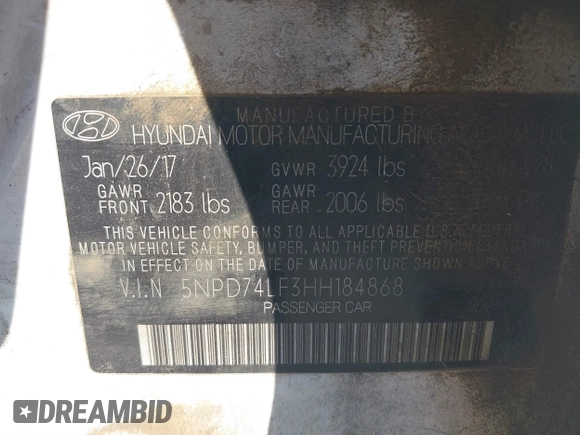 MANUFACTURED BY
HYUNDAI MOTOR MANUFACTURING
Jan/26/17 GVWR 3924 lbs
GAWR FRONT 2183 lbs GAWR REAR 2006 lbs
THIS VEHICLE CONFORMS TO ALL APPLICABLE U.S.A. FEDERAL
MOTOR VEHICLE SAFETY, BUMPER, AND THEFT PREVENTION
IN EFFECT ON THE DATE OF MANUFACTURE SHOWN ABOVE.
V.I.N 5NPD74LF3HH184868
PASSENGER CAR
DREAMBID